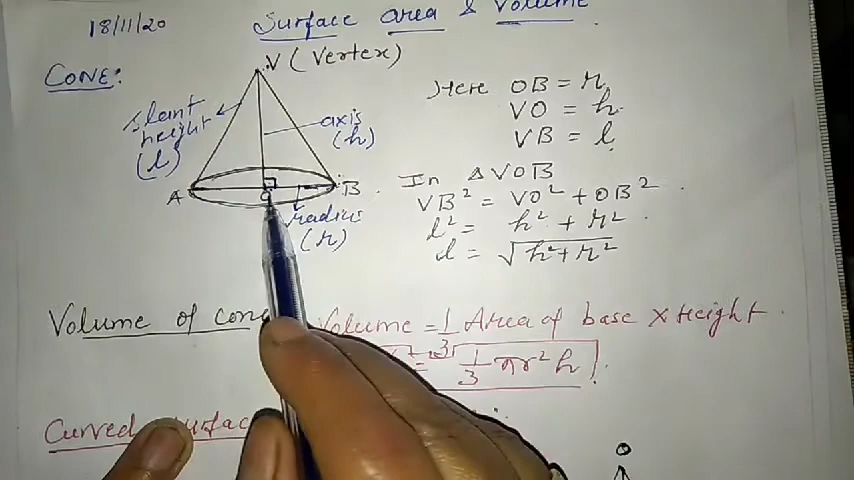 18/11/20
Surface area & Volume
CONE:
V (Vertex)
slant height (l)
axis (h)
A
O
B
radius (r)
Here OB = r
VO = h
VB = l
In △VOB
VB² = VO² + OB²
l² = h² + r²
l = √h²+r²
Volume of cone
Volume = 1/3 Area of base × Height
= 1/3 πr²h
Curved